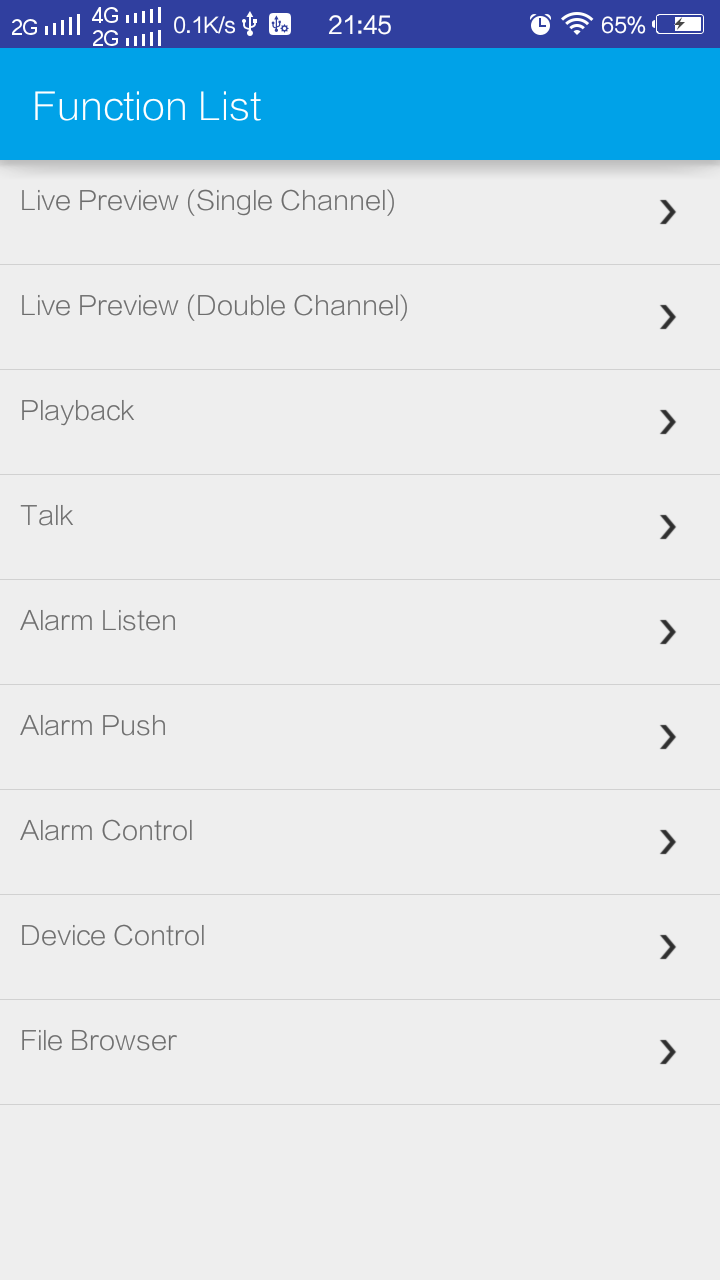 2G 4G 2G 0.1K/s 21:45 65%
Function List
Live Preview (Single Channel)
Live Preview (Double Channel)
Playback
Talk
Alarm Listen
Alarm Push
Alarm Control
Device Control
File Browser